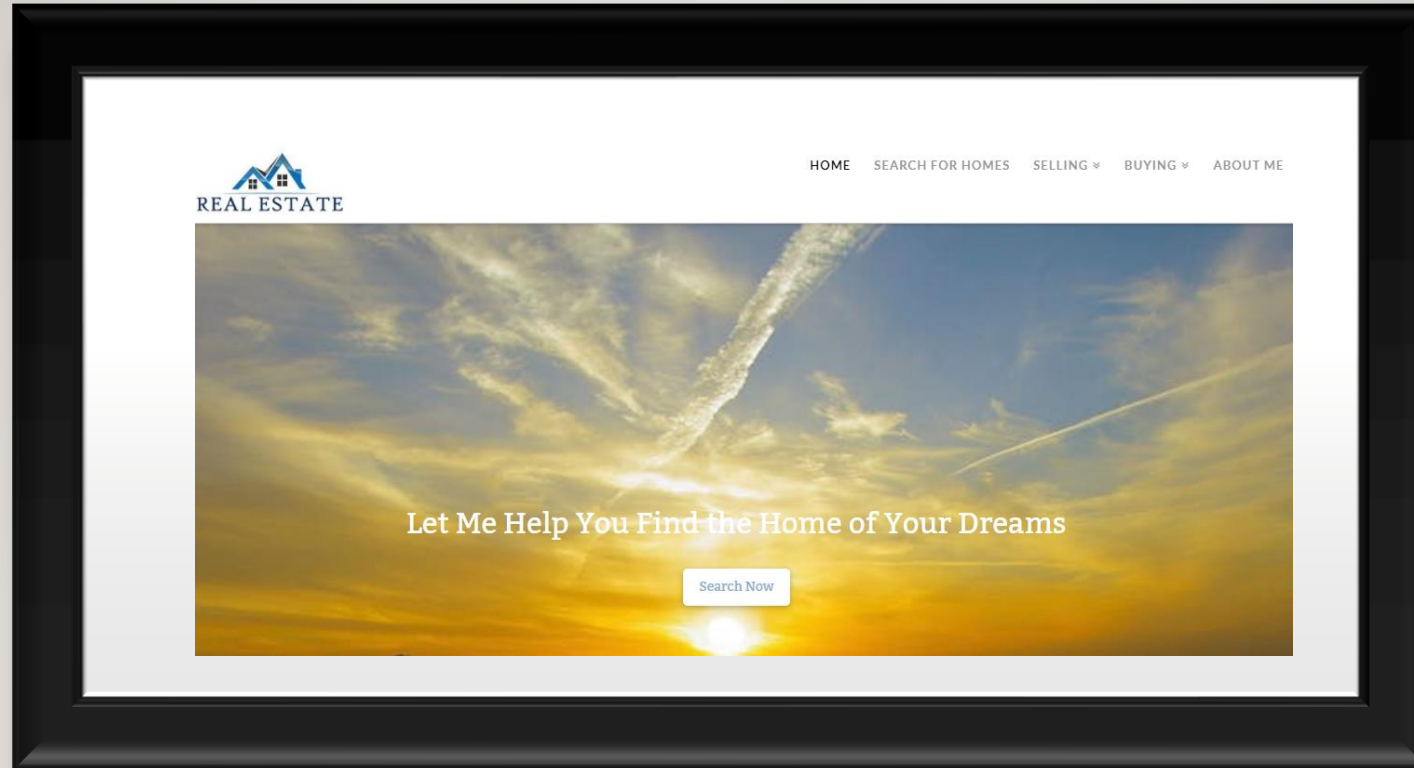 REAL ESTATE
HOME SEARCH FOR HOMES SELLING BUYING ABOUT ME
Let Me Help You Find the Home of Your Dreams
Search Now